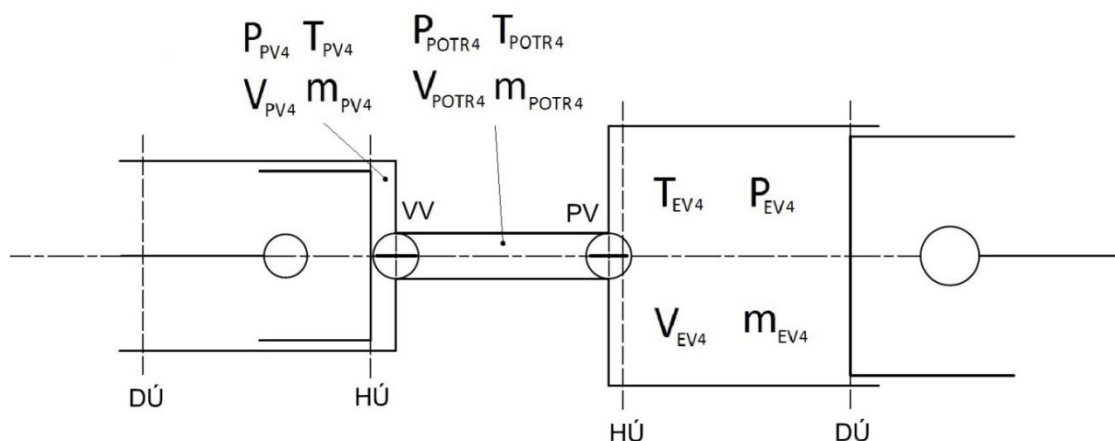 P_PV4 T_PV4 P_POTR4 T_POTR4
V_PV4 m_PV4 V_POTR4 m_POTR4
T_EV4 P_EV4
VV PV
V_EV4 m_EV4
DÚ HÚ HÚ DÚ